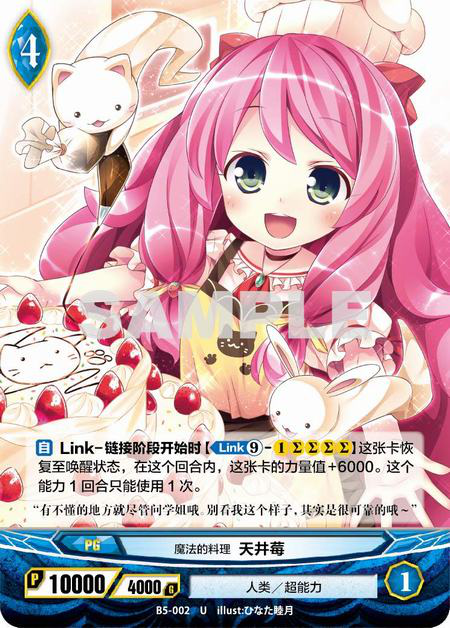 4
SAMPLE
自 Link-链接阶段开始时【Link⑨-1ΣΣΣΣ】这张卡恢
复至唤醒状态，在这个回合内，这张卡的力量值+6000。这个
能力1回合只能使用1次。
“有不懂的地方就尽管问学姐哦。别看我这样子，其实是很可靠的哦～”
PG
魔法的料理 天井莓
P 10000/4000 G
人类／超能力
1
B5-002 U illust:ひなた睦月